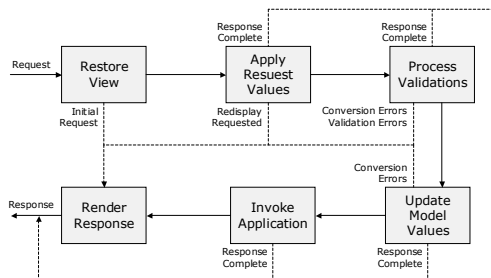 Response
Complete
Response
Complete
Request
Restore
View
Apply
Resuest
Values
Process
Validations
Initial
Request
Redisplay
Requested
Conversion Errors
Validation Errors
Conversion
Errors
Response
Render
Response
Invoke
Application
Update
Model
Values
Response
Complete
Response
Complete